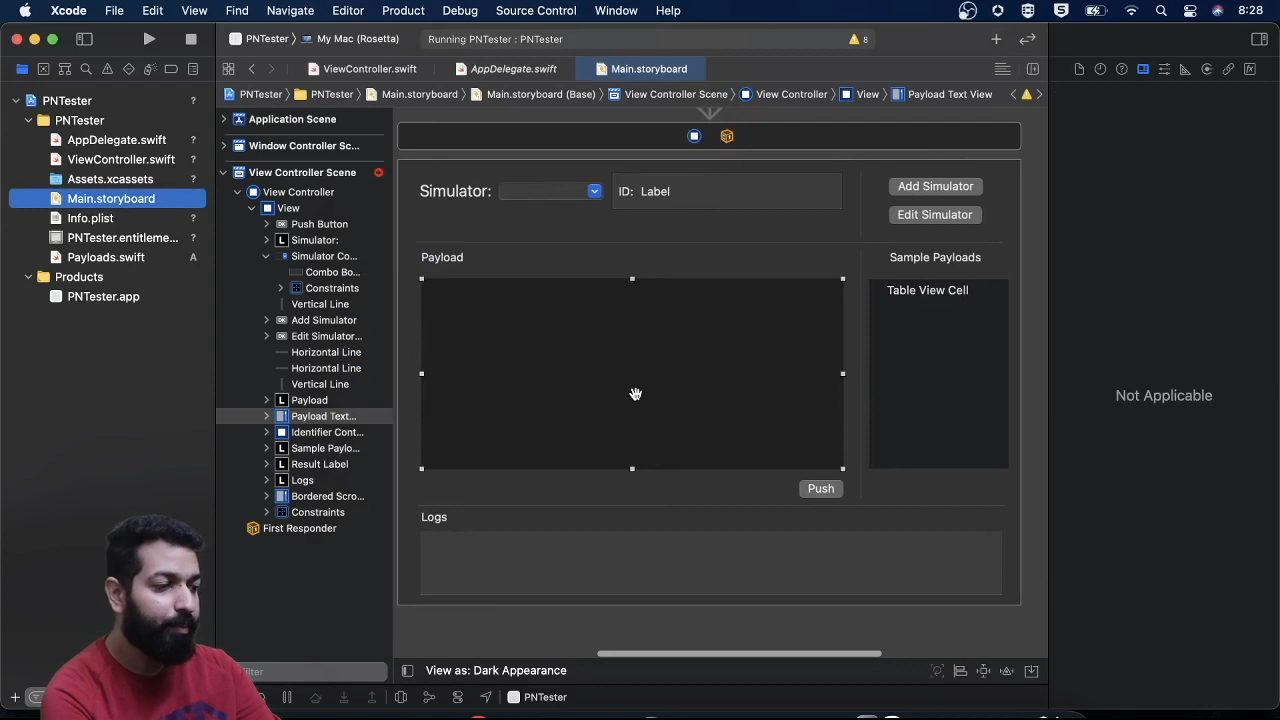 Xcode File Edit View Find Navigate Editor Product Debug Source Control Window Help 8:28
PNTester My Mac (Rosetta) Running PNTester : PNTester 8
ViewController.swift AppDelegate.swift Main.storyboard
PNTester PNTester Main.storyboard Main.storyboard (Base) View Controller Scene View Controller View Payload Text View
PNTester ?
PNTester
AppDelegate.swift ?
ViewController.swift ?
Assets.xcassets ?
Main.storyboard ?
Info.plist ?
PNTester.entitleme... ?
Payloads.swift A
Products
PNTester.app
Application Scene
Window Controller Sc...
View Controller Scene
View Controller
View
Push Button
L Simulator:
Simulator Co...
Combo Bo...
Constraints
Vertical Line
Add Simulator
Edit Simulator...
Horizontal Line
Horizontal Line
Vertical Line
L Payload
Payload Text...
Identifier Cont...
L Sample Paylo...
L Result Label
L Logs
Bordered Scro...
Constraints
First Responder
Simulator: ID: Label
Add Simulator
Edit Simulator
Payload
Sample Payloads
Table View Cell
Push
Logs
Not Applicable
Filter
View as: Dark Appearance
PNTester